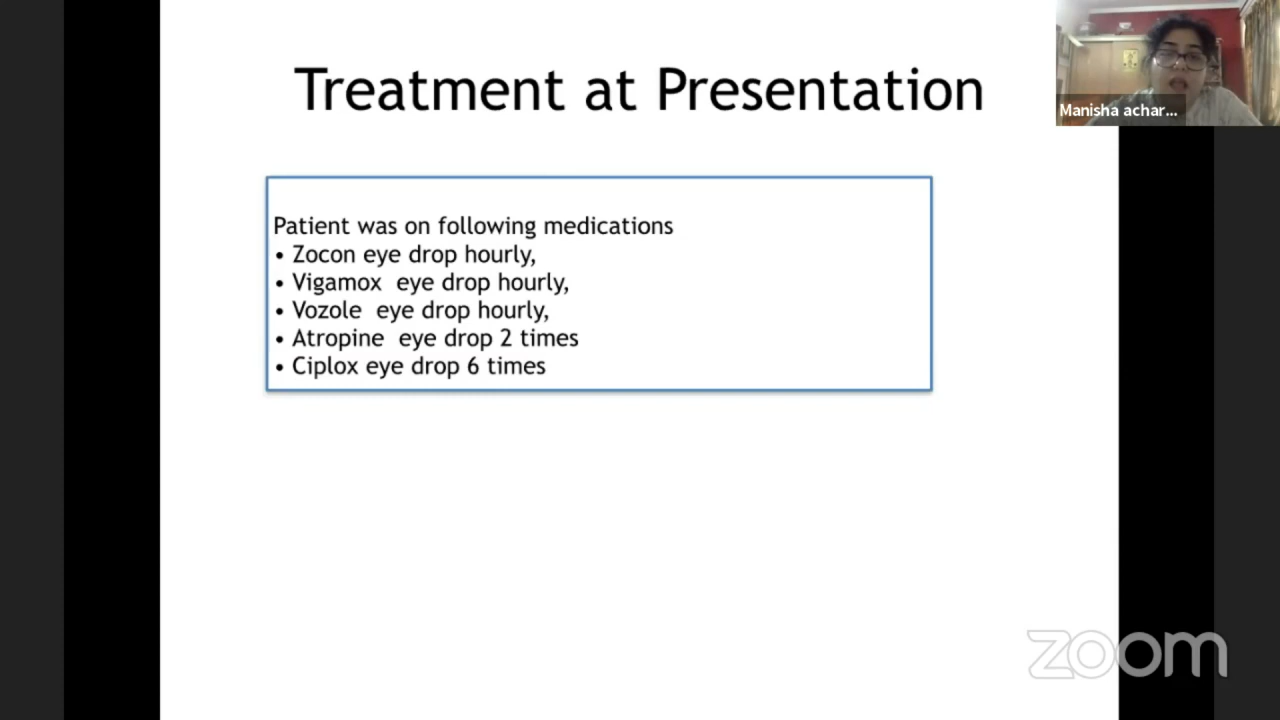 Treatment at Presentation
Manisha achar...
Patient was on following medications
• Zocon eye drop hourly,
• Vigamox eye drop hourly,
• Vozole eye drop hourly,
• Atropine eye drop 2 times
• Ciplox eye drop 6 times
zoom